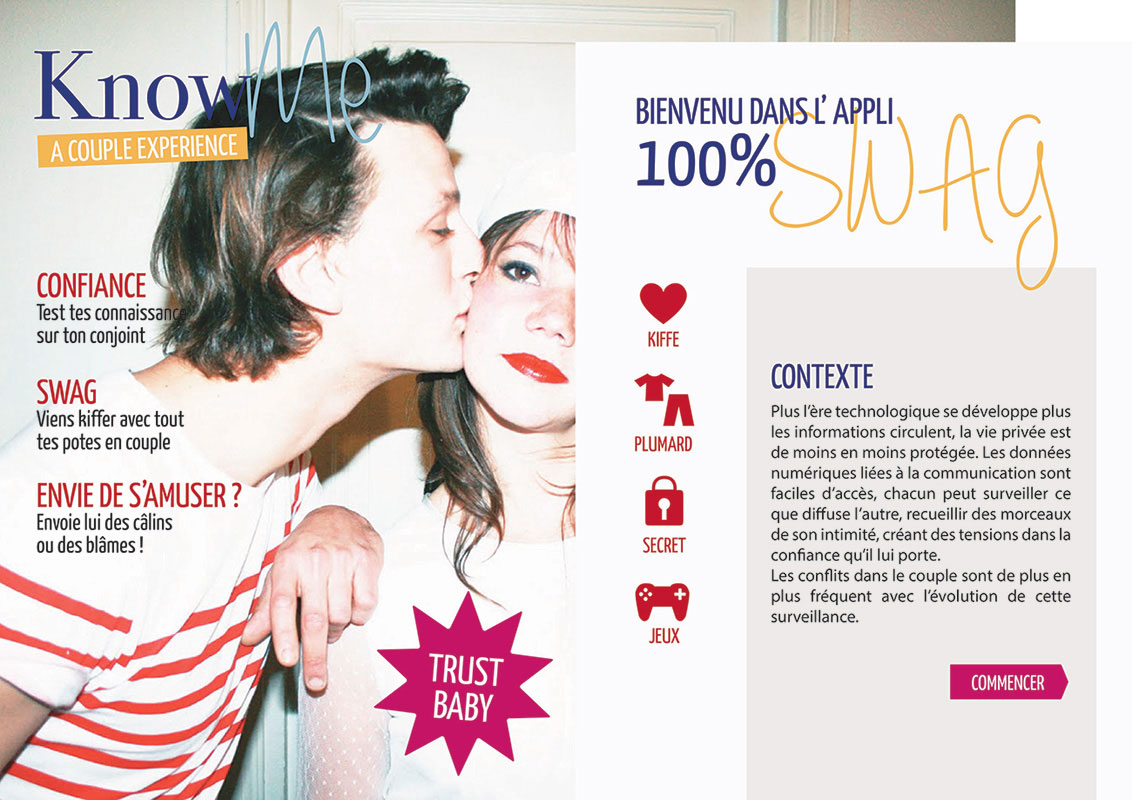 KnowMe
A COUPLE EXPERIENCE
CONFIANCE
Test tes connaissance
sur ton conjoint
SWAG
Viens kiffer avec tout
tes potes en couple
ENVIE DE S’AMUSER ?
Envoie lui des câlins
ou des blâmes !
TRUST
BABY
BIENVENU DANS L’ APPLI
100% SWAG
KIFFE
PLUMARD
SECRET
JEUX
CONTEXTE
Plus l’ère technologique se développe plus
les informations circulent, la vie privée est
de moins en moins protégée. Les données
numériques liées à la communication sont
faciles d’accès, chacun peut surveiller ce
que diffuse l’autre, recueillir des morceaux
de son intimité, créant des tensions dans la
confiance qu’il lui porte.
Les conflits dans le couple sont de plus en
plus fréquent avec l’évolution de cette
surveillance.
COMMENCER